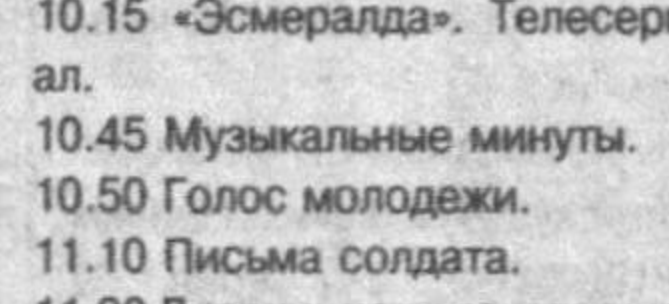 10.15 «Эсмералда». Телесери
ал.
10.45 Музыкальные минуты.
10.50 Голос молодежи.
11.10 Письма солдата.